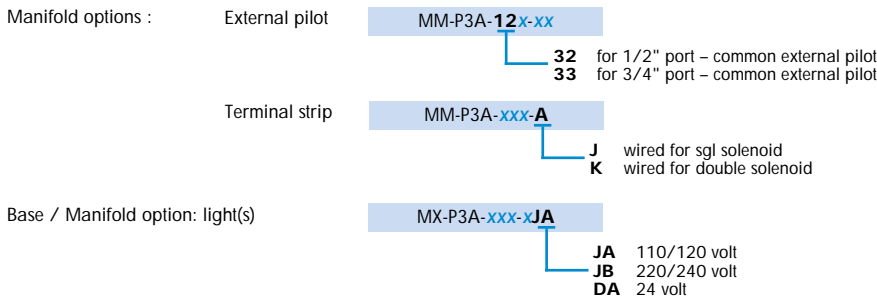 Manifold options : External pilot MM-P3A-12x-xx
32 for 1/2" port – common external pilot
33 for 3/4" port – common external pilot
Terminal strip MM-P3A-xxx-A
J wired for sgl solenoid
K wired for double solenoid
Base / Manifold option: light(s) MX-P3A-xxx-xJA
JA 110/120 volt
JB 220/240 volt
DA 24 volt